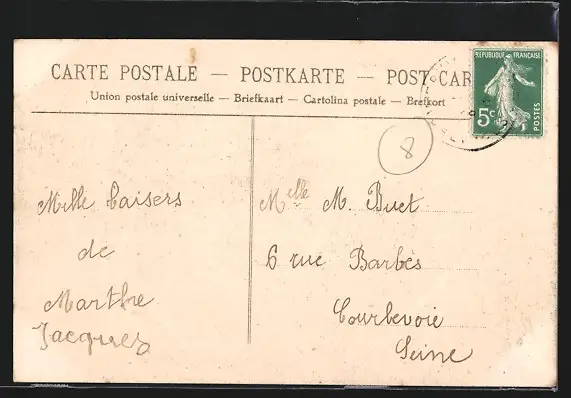 CARTE POSTALE — POSTKARTE — POST CAR
Union postale universelle — Briefkaart — Cartolina postale — Brefkort
REPUBLIQUE FRANÇAISE
5c
POSTES
8
Mille baisers
de
Marthe
Jacques
Melle M. Buet
6 rue Barbès
Courbevoie
Seine